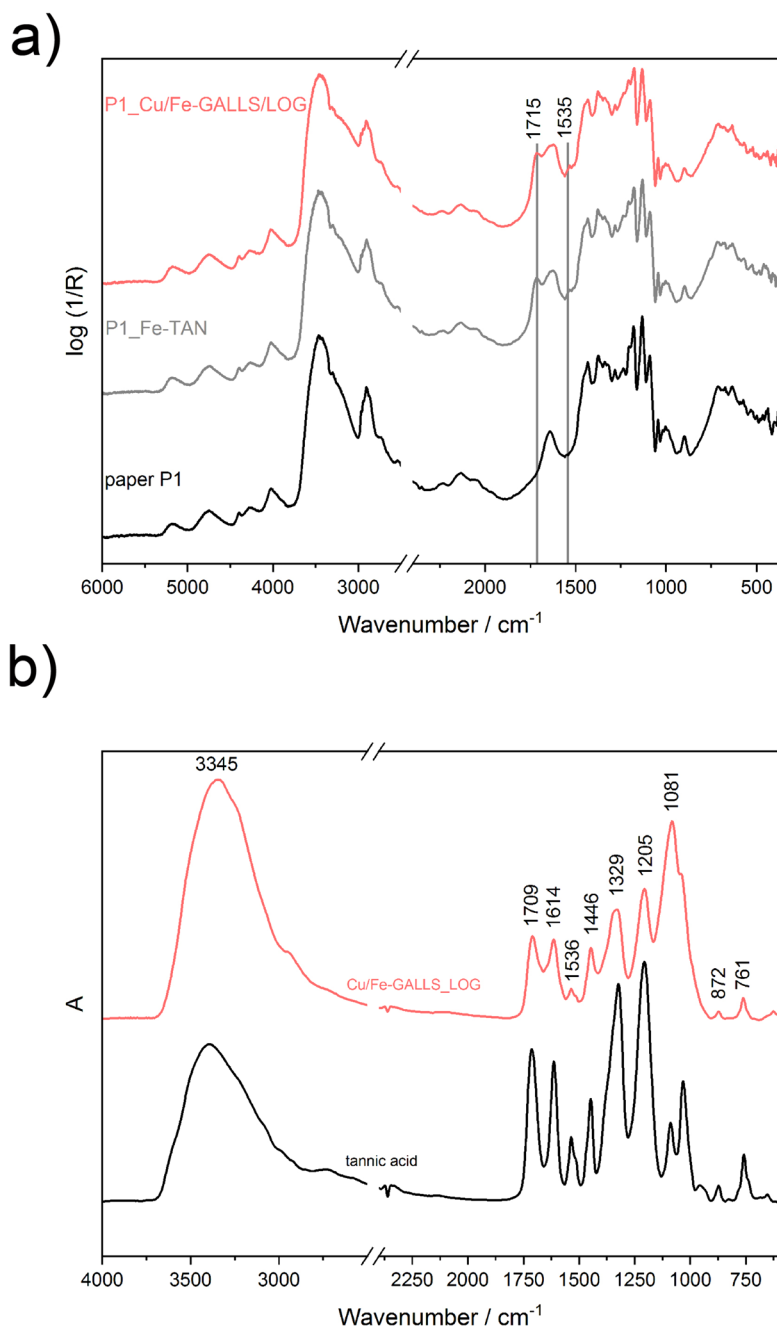 a)
P1_Cu/Fe-GALLS/LOG
1715
1535
P1_Fe-TAN
paper P1
log (1/R)
6000 5000 4000 3000 2000 1500 1000 500
Wavenumber / cm⁻¹
b)
3345
1709
1614
1536
1446
1329
1205
1081
872
761
Cu/Fe-GALLS_LOG
A
tannic acid
4000 3500 3000 2250 2000 1750 1500 1250 1000 750
Wavenumber / cm⁻¹